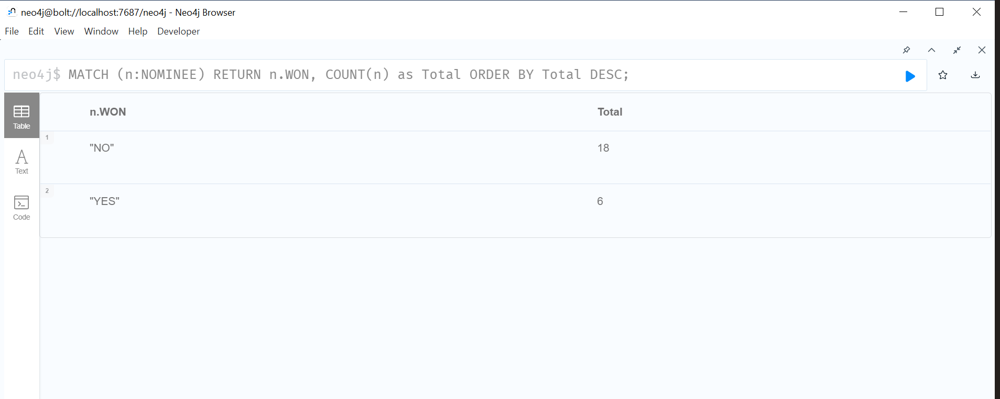 neo4j@bolt://localhost:7687/neo4j - Neo4j Browser
File Edit View Window Help Developer
neo4j$ MATCH (n:NOMINEE) RETURN n.WON, COUNT(n) as Total ORDER BY Total DESC;
Table
Text
Code
n.WON Total
1
"NO" 18
2
"YES" 6